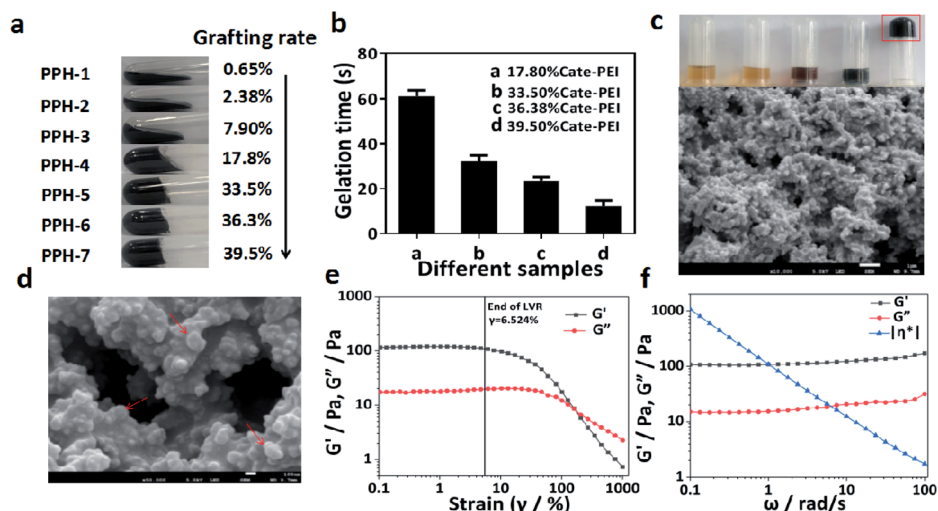 a
Grafting rate
PPH-1 0.65%
PPH-2 2.38%
PPH-3 7.90%
PPH-4 17.8%
PPH-5 33.5%
PPH-6 36.3%
PPH-7 39.5%
b
Gelation time (s)
80
60
40
20
0
a 17.80%Cate-PEI
b 33.50%Cate-PEI
c 36.38%Cate-PEI
d 39.50%Cate-PEI
a b c d
Different samples
c
d
e
G' / Pa, G″ / Pa
1000
100
10
1
End of LVR
γ=6.524%
G'
G″
0.1 1 10 100 1000
Strain (γ / %)
f
G' / Pa, G″ / Pa
1000
100
10
1
G'
G″
|η*|
0.1 1 10 100
ω / rad/s